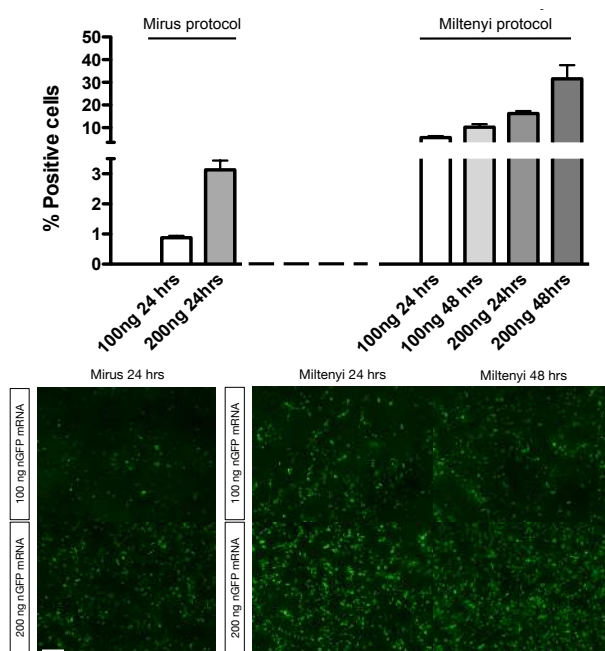 Mirus protocol
Miltenyi protocol
% Positive cells
50
40
30
20
10
3
2
1
0
100ng 24 hrs
200ng 24hrs
100ng 24 hrs
100ng 48 hrs
200ng 24hrs
200ng 48hrs
Mirus 24 hrs
Miltenyi 24 hrs
Miltenyi 48 hrs
100 ng nGFP mRNA
100 ng nGFP mRNA
200 ng nGFP mRNA
200 ng nGFP mRNA